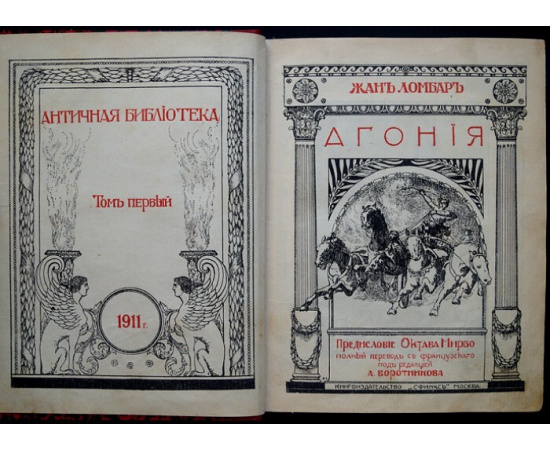 АНТИЧНАЯ БИБЛІОТЕКА
Томъ первый
1911 г.
ЖАНЪ ЛОМБАРЪ
АГОНІЯ
Предисловіе Октава Мирбо
полный переводъ съ французскаго
подъ редакціей
А. Воротникова
КНИГОИЗДАТЕЛЬСТВО „СФИНКСЪ“ МОСКВА